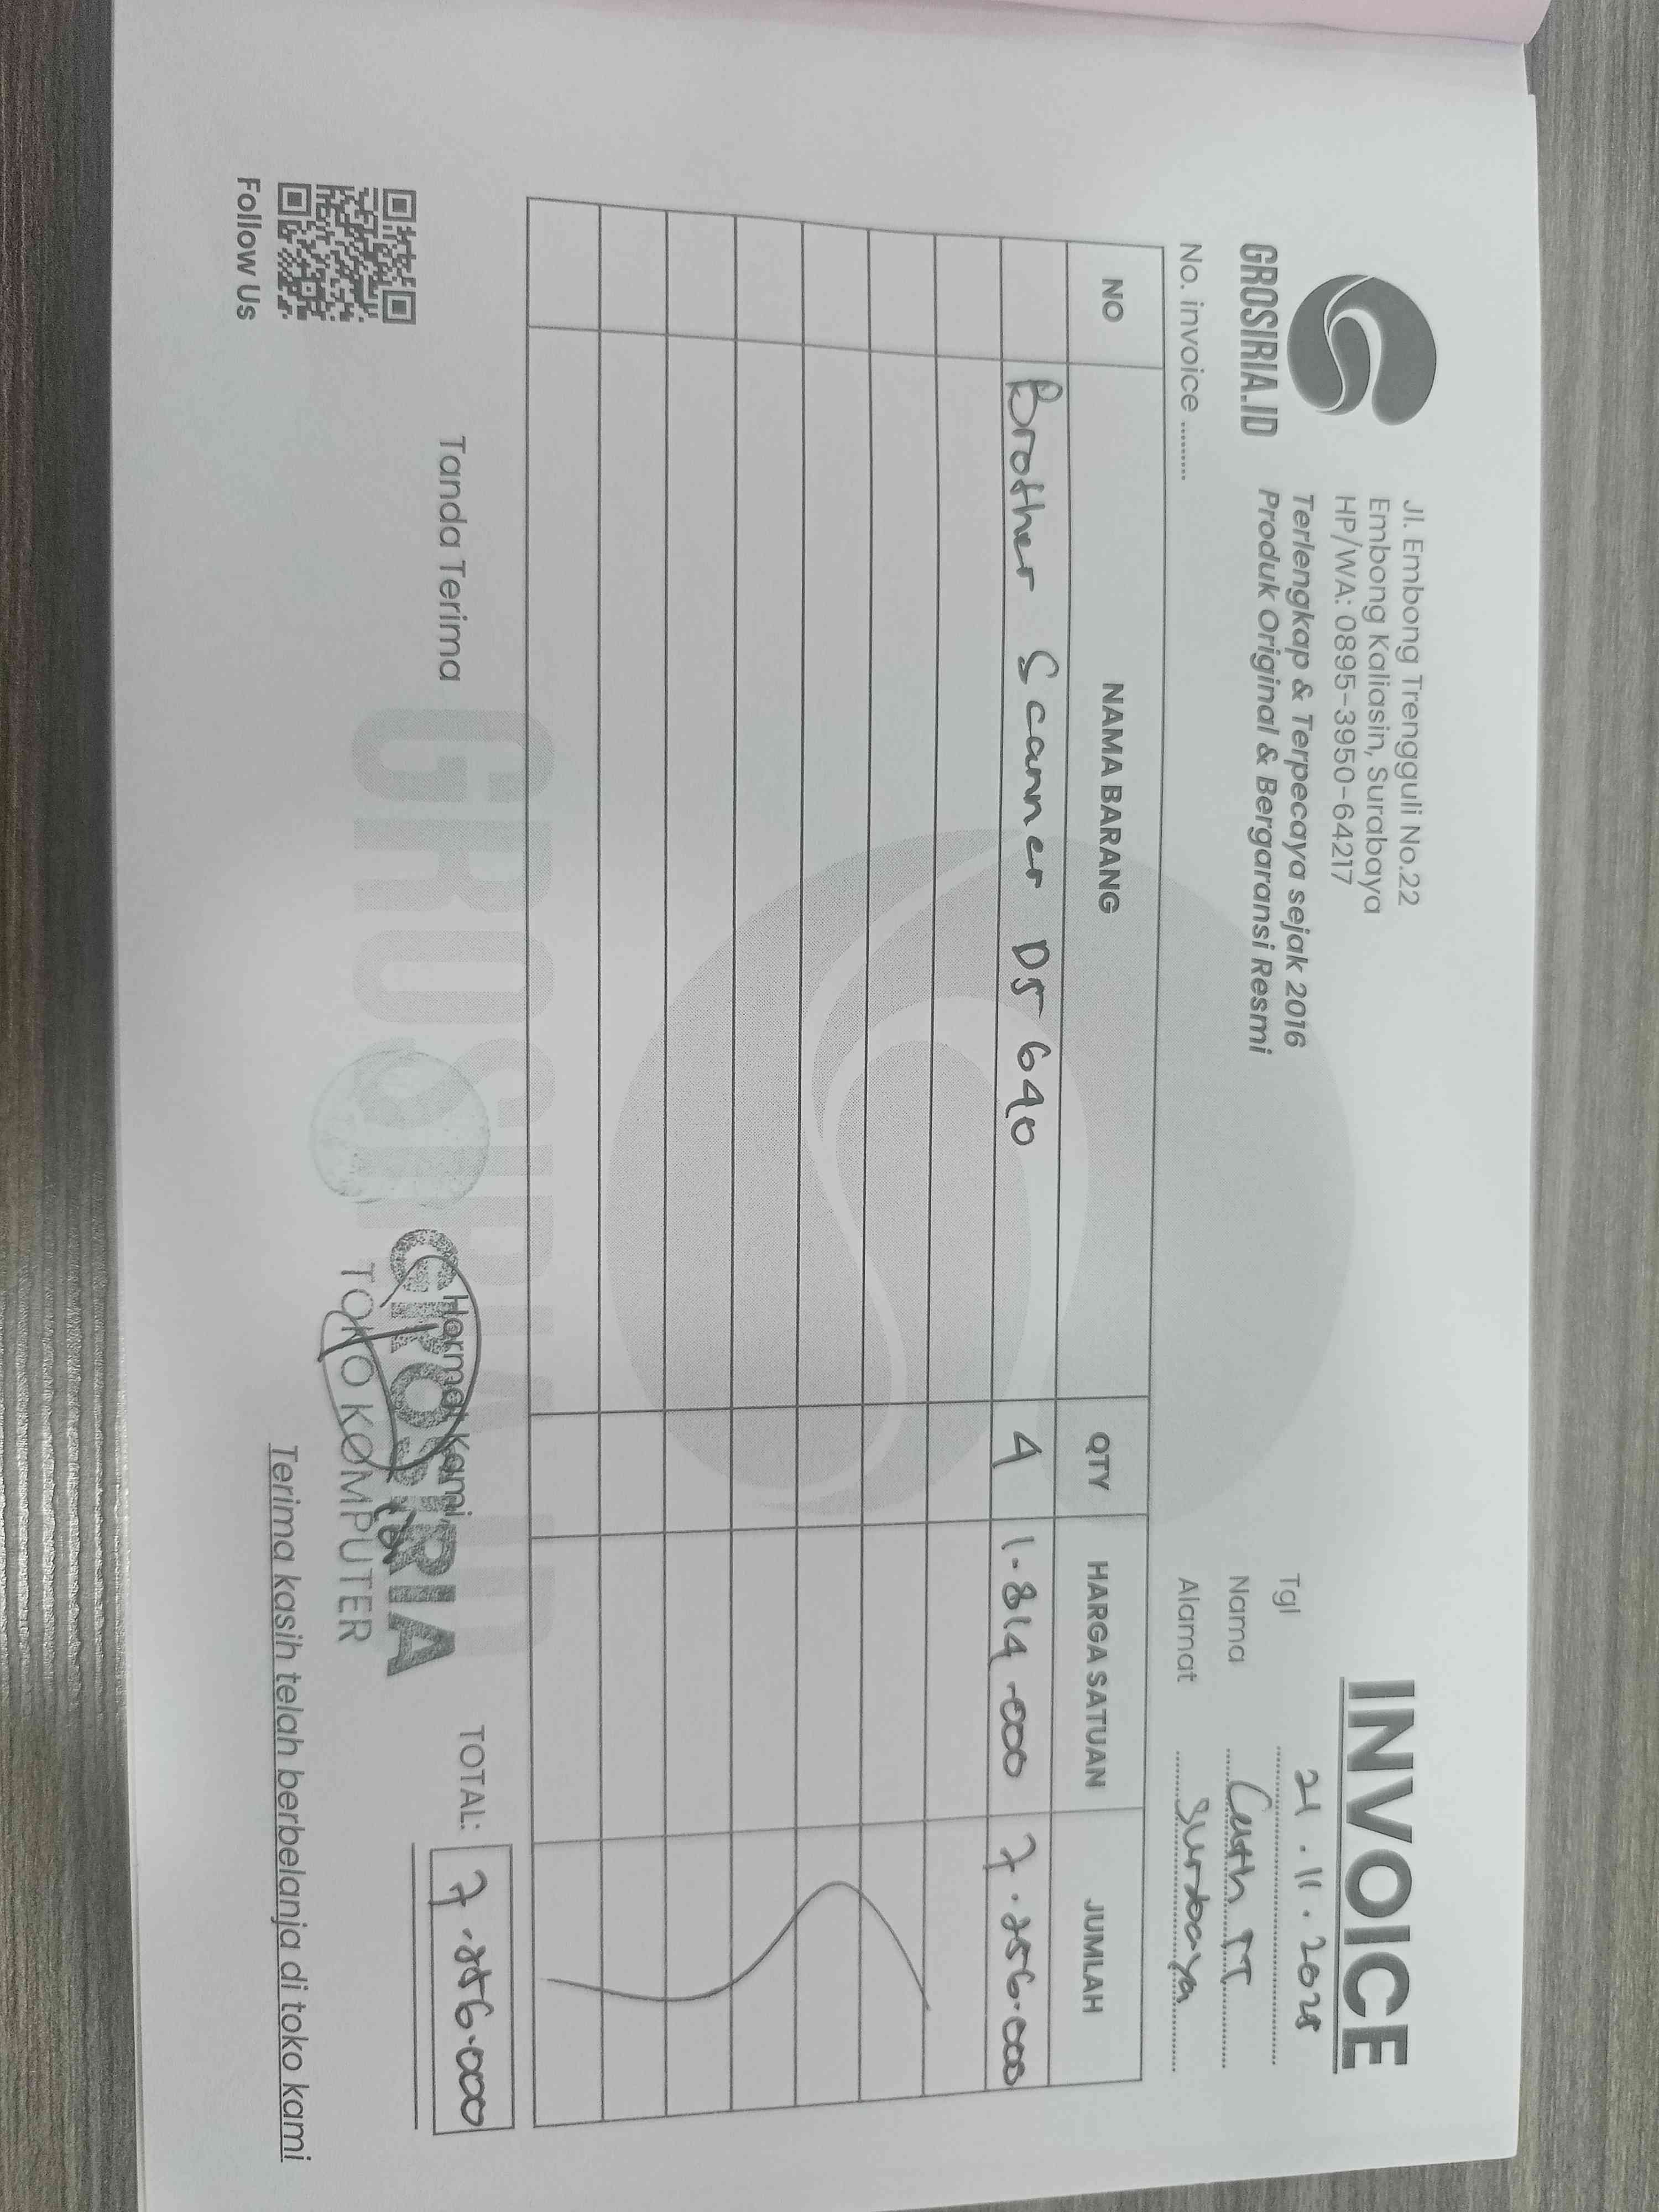 GROSIRIA.ID
Jl. Embong Trengguli No.22
Embong Kaliasin, Surabaya
HP/WA: 0895-3950-64217
Terlengkap & Terpecaya sejak 2016
Produk Original & Bergaransi Resmi
INVOICE
Tgl 21.11.2025
Nama PT
Alamat Surabaya
No. invoice .........
NO NAMA BARANG QTY HARGA SATUAN JUMLAH
Brother Scanner DS 640 4 1.814.000 7.256.000
GROSIRIA.ID
Tanda Terima
Hormat Kami,
GROSIRIA
TOKO KOMPUTER
TOTAL: 7.256.000
Follow Us
Terima kasih telah berbelanja di toko kami